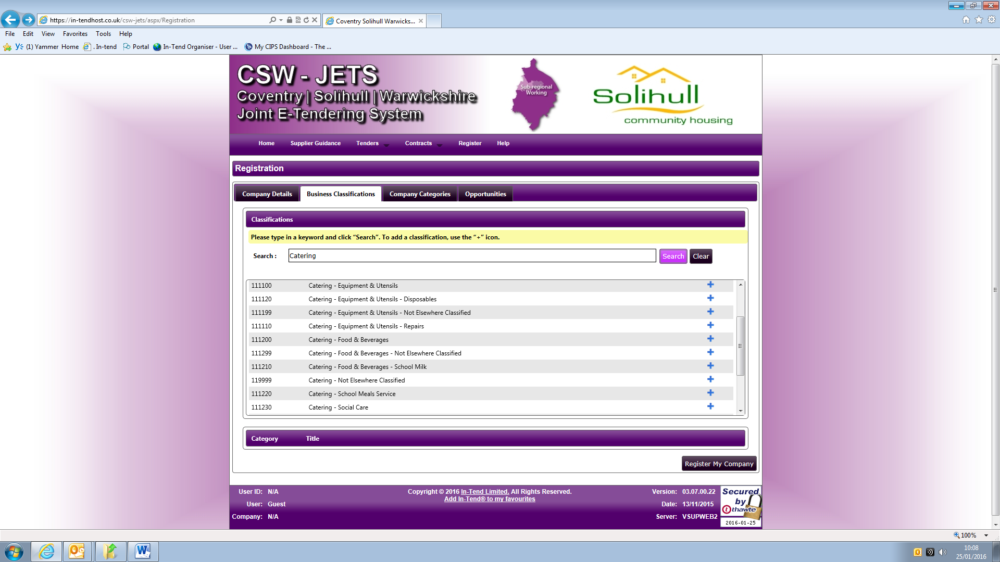 https://in-tendhost.co.uk/csw-jets/aspx/Registration
Coventry Solihull Warwicks...
File Edit View Favorites Tools Help
(1) Yammer Home . In-tend Portal In-Tend Organiser - User ... My CIPS Dashboard - The ...
CSW - JETS
Coventry | Solihull | Warwickshire
Joint E-Tendering System
Sub-regional
Working
Solihull
community housing
Home Supplier Guidance Tenders Contracts Register Help
Registration
Company Details Business Classifications Company Categories Opportunities
Classifications
Please type in a keyword and click “Search”. To add a classification, use the “+” icon.
Search : Catering Search Clear
111100 Catering - Equipment & Utensils
111120 Catering - Equipment & Utensils - Disposables
111199 Catering - Equipment & Utensils - Not Elsewhere Classified
111110 Catering - Equipment & Utensils - Repairs
111200 Catering - Food & Beverages
111299 Catering - Food & Beverages - Not Elsewhere Classified
111210 Catering - Food & Beverages - School Milk
119999 Catering - Not Elsewhere Classified
111220 Catering - School Meals Service
111230 Catering - Social Care
Category Title
Register My Company
User ID: N/A
User: Guest
Company: N/A
Copyright © 2016 In-Tend Limited. All Rights Reserved.
Add In-Tend® to my favourites
Version: 03.07.00.22
Date: 13/11/2015
Server: VSUPWEB2
Secured
by
thawte
2016-01-25
100%
10:08
25/01/2016